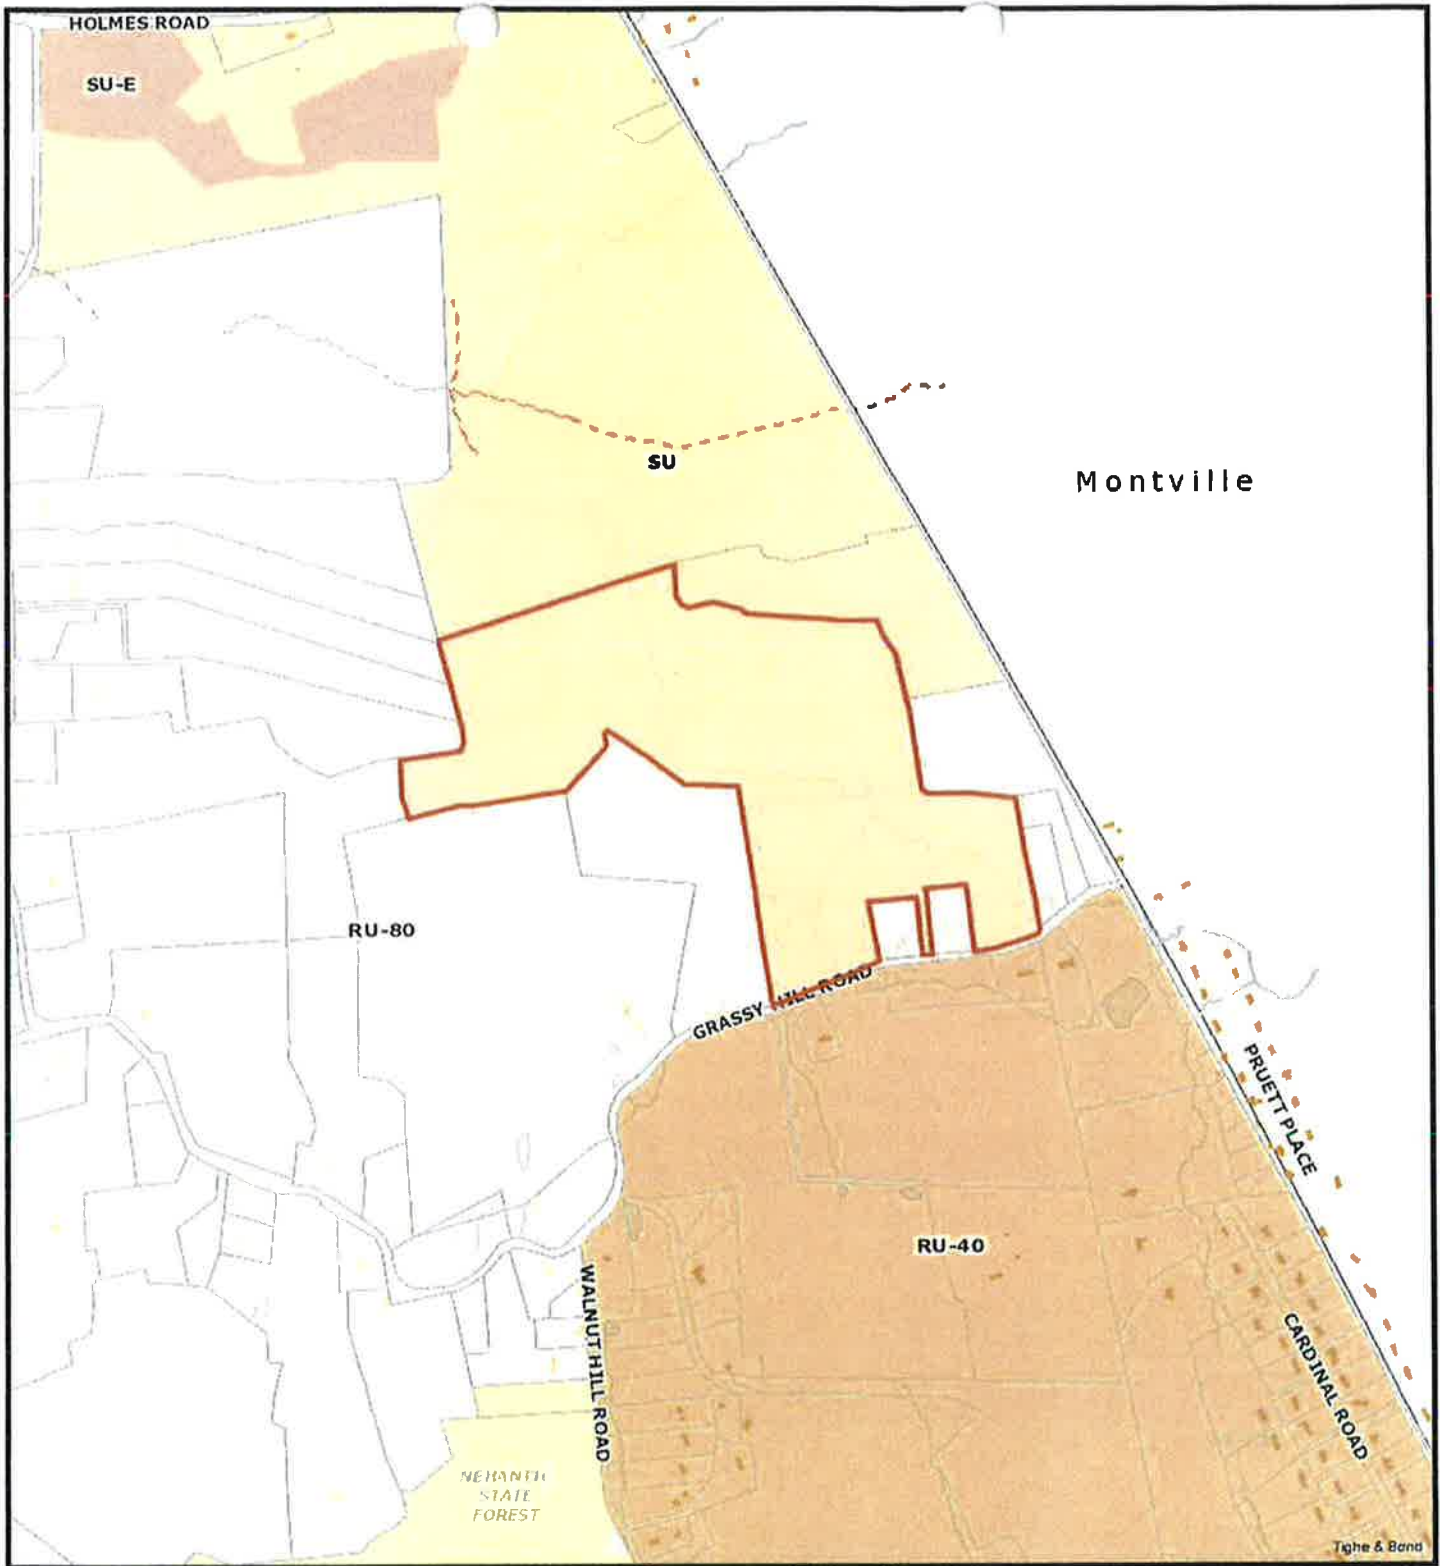 HOLMES ROAD
SU-E
SU
Montville
RU-80
GRASSY HILL ROAD
PRUETT PLACE
RU-40
WALNUT HILL ROAD
CARDINAL ROAD
NEHANTIC
STATE
FOREST
Tighe & Bond